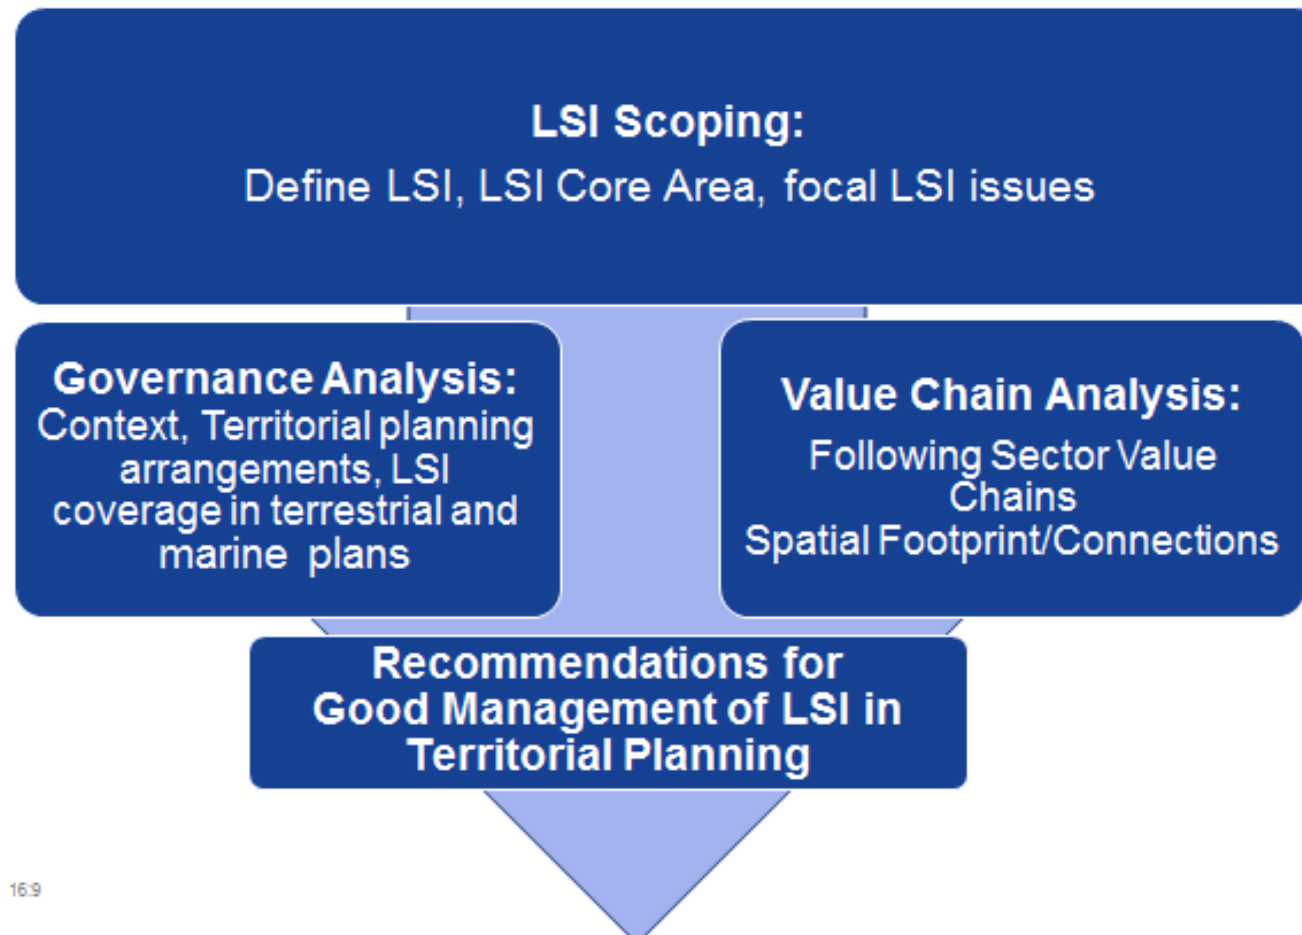 LSI Scoping:
Define LSI, LSI Core Area, focal LSI issues
Governance Analysis:
Context, Territorial planning
arrangements, LSI
coverage in terrestrial and
marine plans
Value Chain Analysis:
Following Sector Value
Chains
Spatial Footprint/Connections
Recommendations for
Good Management of LSI in
Territorial Planning
16:9